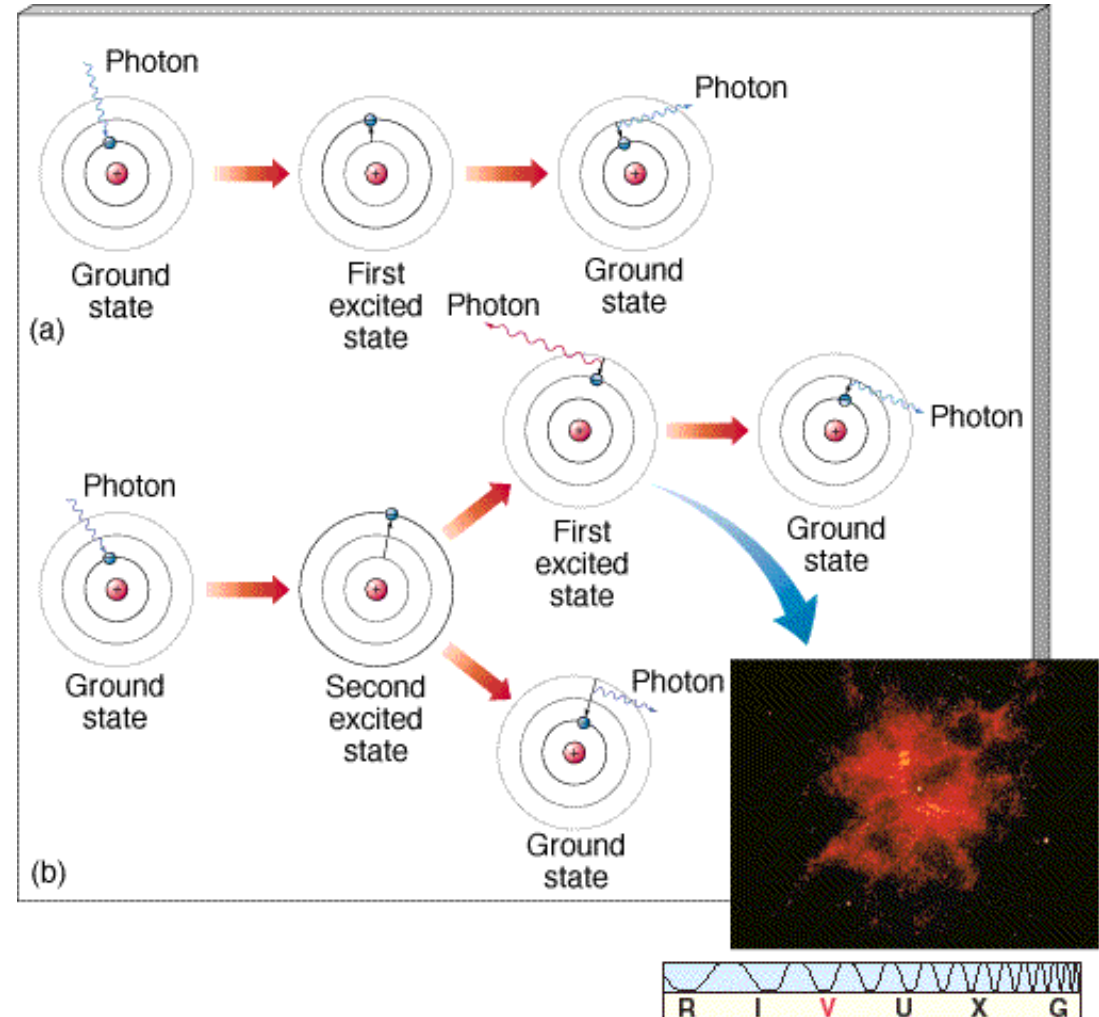 Photon
Photon
+
+
+
Ground
state
First
excited
state
Ground
state
(a)
Photon
+
+
Photon
Photon
+
+
First
excited
state
Ground
state
Ground
state
Second
excited
state
Photon
+
Ground
state
(b)
R I V U X G